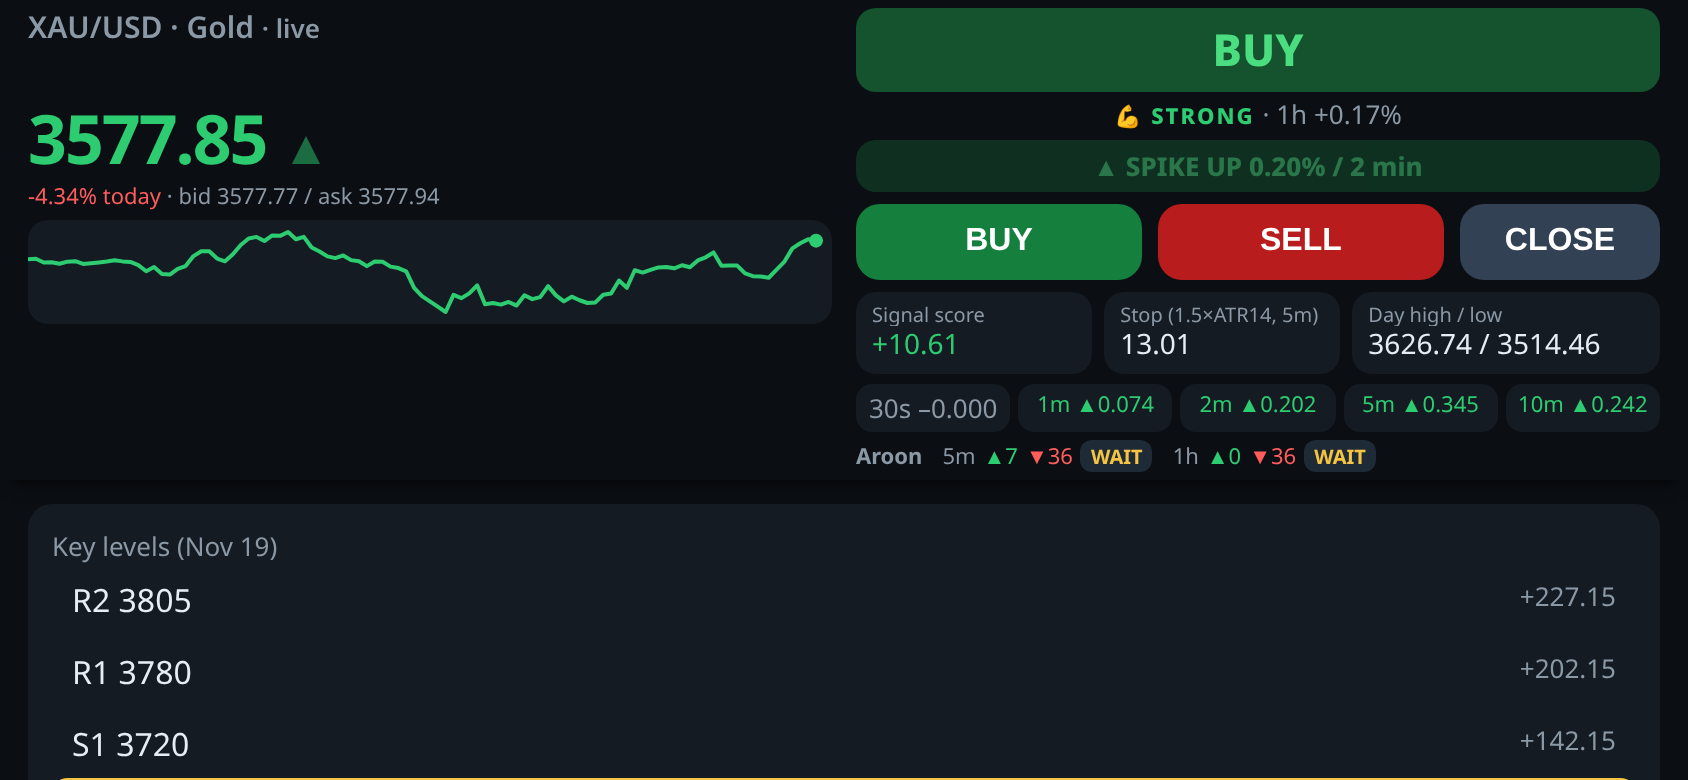 XAU/USD · Gold · live
3577.85 ▲
-4.34% today · bid 3577.77 / ask 3577.94
BUY
💪 STRONG · 1h +0.17%
▲ SPIKE UP 0.20% / 2 min
BUY SELL CLOSE
Signal score
+10.61
Stop (1.5×ATR14, 5m)
13.01
Day high / low
3626.74 / 3514.46
30s –0.000 1m ▲0.074 2m ▲0.202 5m ▲0.345 10m ▲0.242
Aroon 5m ▲7 ▼36 WAIT 1h ▲0 ▼36 WAIT
Key levels (Nov 19)
R2 3805 +227.15
R1 3780 +202.15
S1 3720 +142.15